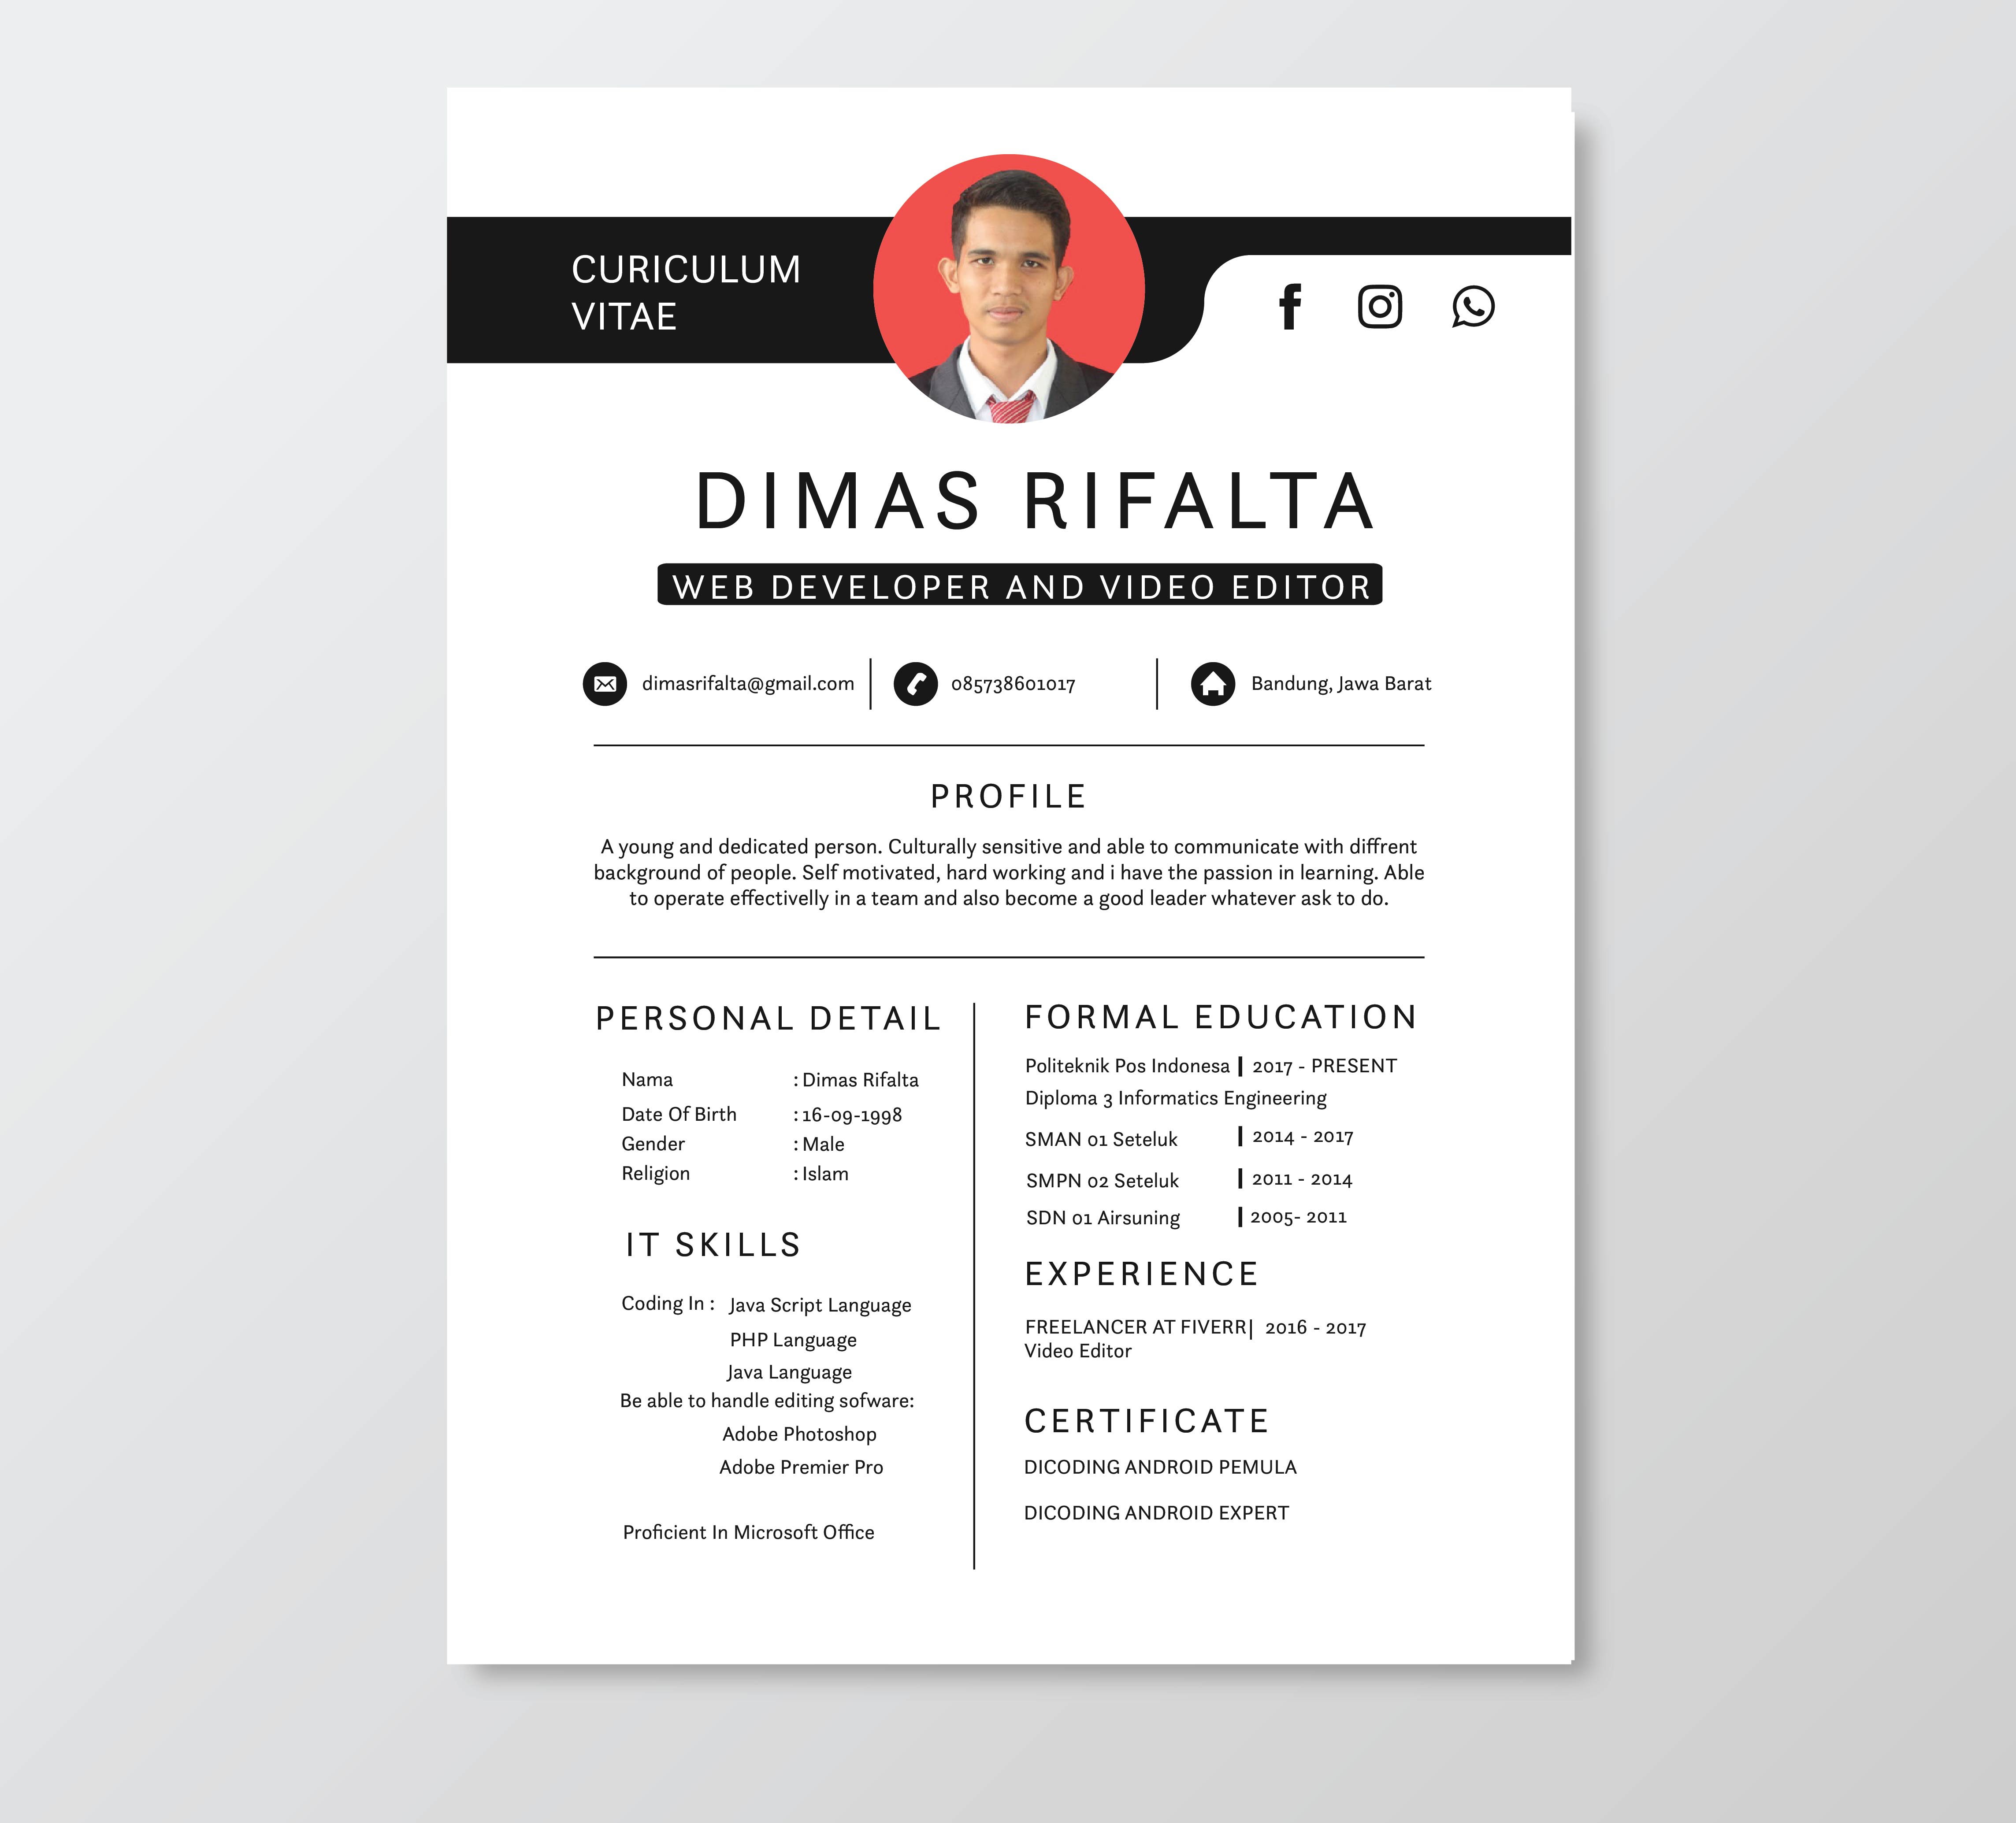 CURICULUM
VITAE
DIMAS RIFALTA
WEB DEVELOPER AND VIDEO EDITOR
dimasrifalta@gmail.com
085738601017
Bandung, Jawa Barat
PROFILE
A young and dedicated person. Culturally sensitive and able to communicate with diffrent
background of people. Self motivated, hard working and i have the passion in learning. Able
to operate effectivelly in a team and also become a good leader whatever ask to do.
PERSONAL DETAIL
Nama : Dimas Rifalta
Date Of Birth : 16-09-1998
Gender : Male
Religion : Islam
IT SKILLS
Coding In : Java Script Language
PHP Language
Java Language
Be able to handle editing sofware:
Adobe Photoshop
Adobe Premier Pro
Proficient In Microsoft Office
FORMAL EDUCATION
Politeknik Pos Indonesa | 2017 - PRESENT
Diploma 3 Informatics Engineering
SMAN 01 Seteluk | 2014 - 2017
SMPN 02 Seteluk | 2011 - 2014
SDN 01 Airsuning | 2005- 2011
EXPERIENCE
FREELANCER AT FIVERR| 2016 - 2017
Video Editor
CERTIFICATE
DICODING ANDROID PEMULA
DICODING ANDROID EXPERT